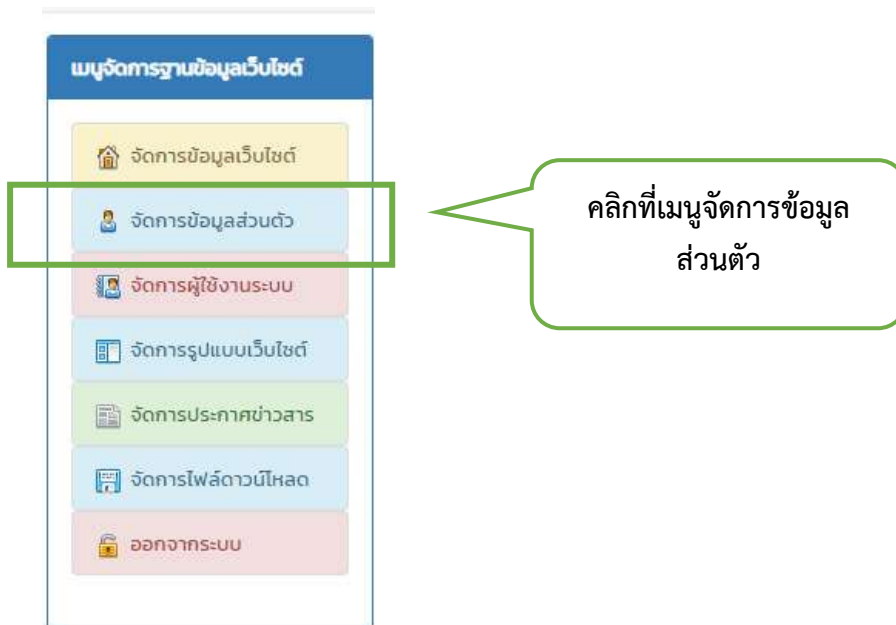 เมนูจัดการฐานข้อมูลเว็บไซต์
จัดการข้อมูลเว็บไซต์
จัดการข้อมูลส่วนตัว
จัดการผู้ใช้งานระบบ
จัดการรูปแบบเว็บไซต์
จัดการประกาศข่าวสาร
จัดการไฟล์ดาวน์โหลด
ออกจากระบบ
คลิกที่เมนูจัดการข้อมูล
ส่วนตัว